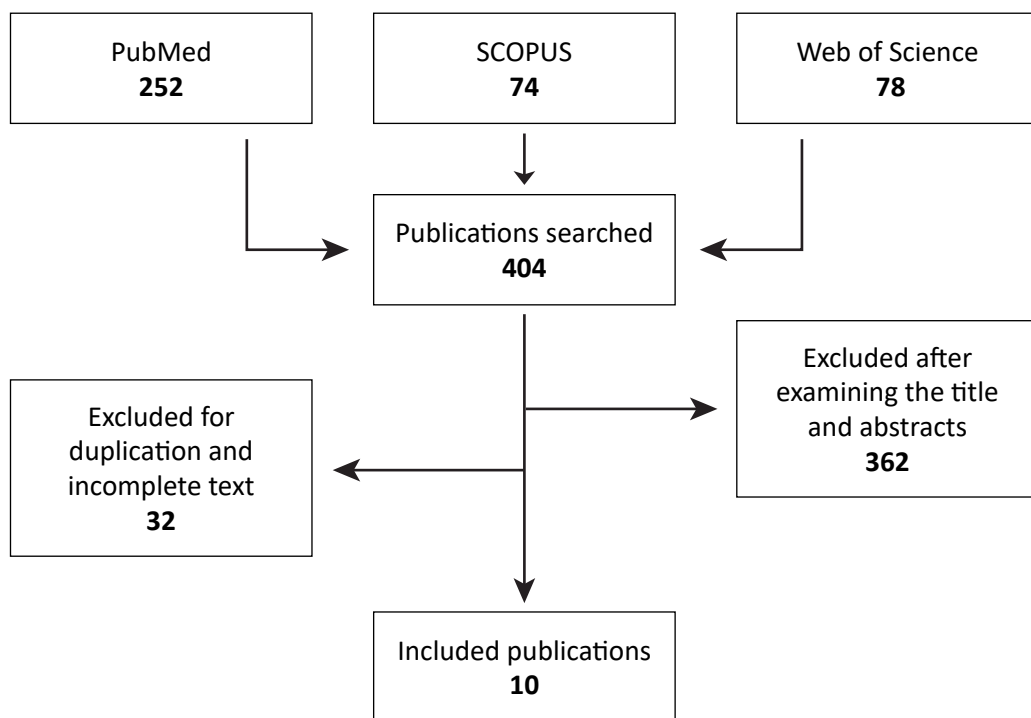 PubMed
252
SCOPUS
74
Web of Science
78
Publications searched
404
Excluded after
examining the title
and abstracts
362
Excluded for
duplication and
incomplete text
32
Included publications
10